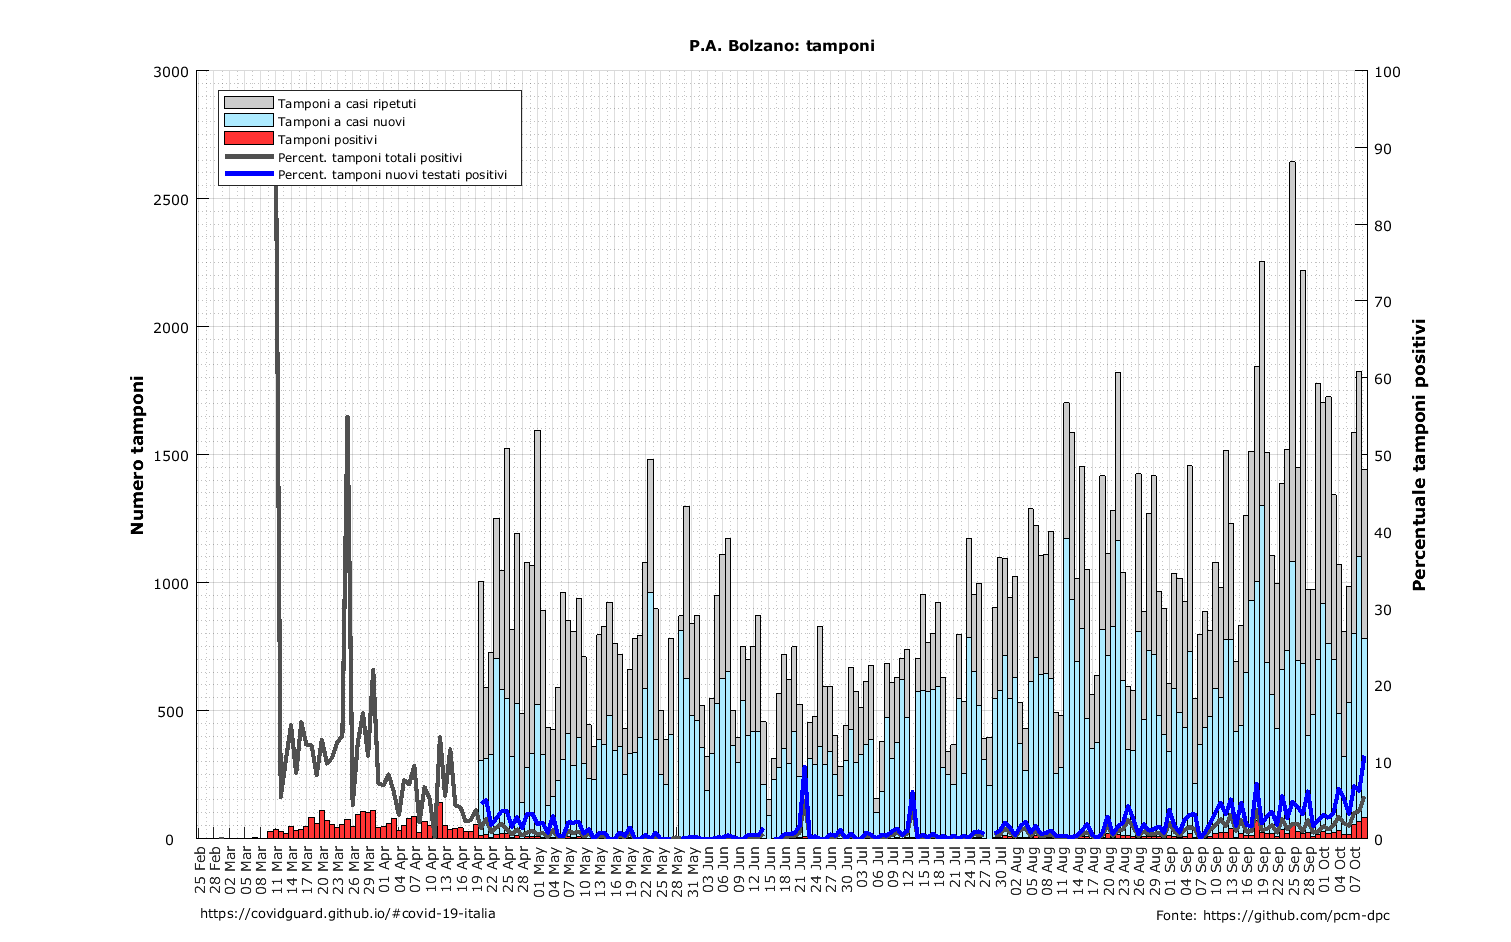 P.A. Bolzano: tamponi
3000
2500
2000
1500
1000
500
0
100
90
80
70
60
50
40
30
20
10
0
Numero tamponi
Percentuale tamponi positivi
Tamponi a casi ripetuti
Tamponi a casi nuovi
Tamponi positivi
Percent. tamponi totali positivi
Percent. tamponi nuovi testati positivi
25 Feb
28 Feb
02 Mar
05 Mar
08 Mar
11 Mar
14 Mar
17 Mar
20 Mar
23 Mar
26 Mar
29 Mar
01 Apr
04 Apr
07 Apr
10 Apr
13 Apr
16 Apr
19 Apr
22 Apr
25 Apr
28 Apr
01 May
04 May
07 May
10 May
13 May
16 May
19 May
22 May
25 May
28 May
31 May
03 Jun
06 Jun
09 Jun
12 Jun
15 Jun
18 Jun
21 Jun
24 Jun
27 Jun
30 Jun
03 Jul
06 Jul
09 Jul
12 Jul
15 Jul
18 Jul
21 Jul
24 Jul
27 Jul
30 Jul
02 Aug
05 Aug
08 Aug
11 Aug
14 Aug
17 Aug
20 Aug
23 Aug
26 Aug
29 Aug
01 Sep
04 Sep
07 Sep
10 Sep
13 Sep
16 Sep
19 Sep
22 Sep
25 Sep
28 Sep
01 Oct
04 Oct
07 Oct
https://covidguard.github.io/#covid-19-italia
Fonte: https://github.com/pcm-dpc